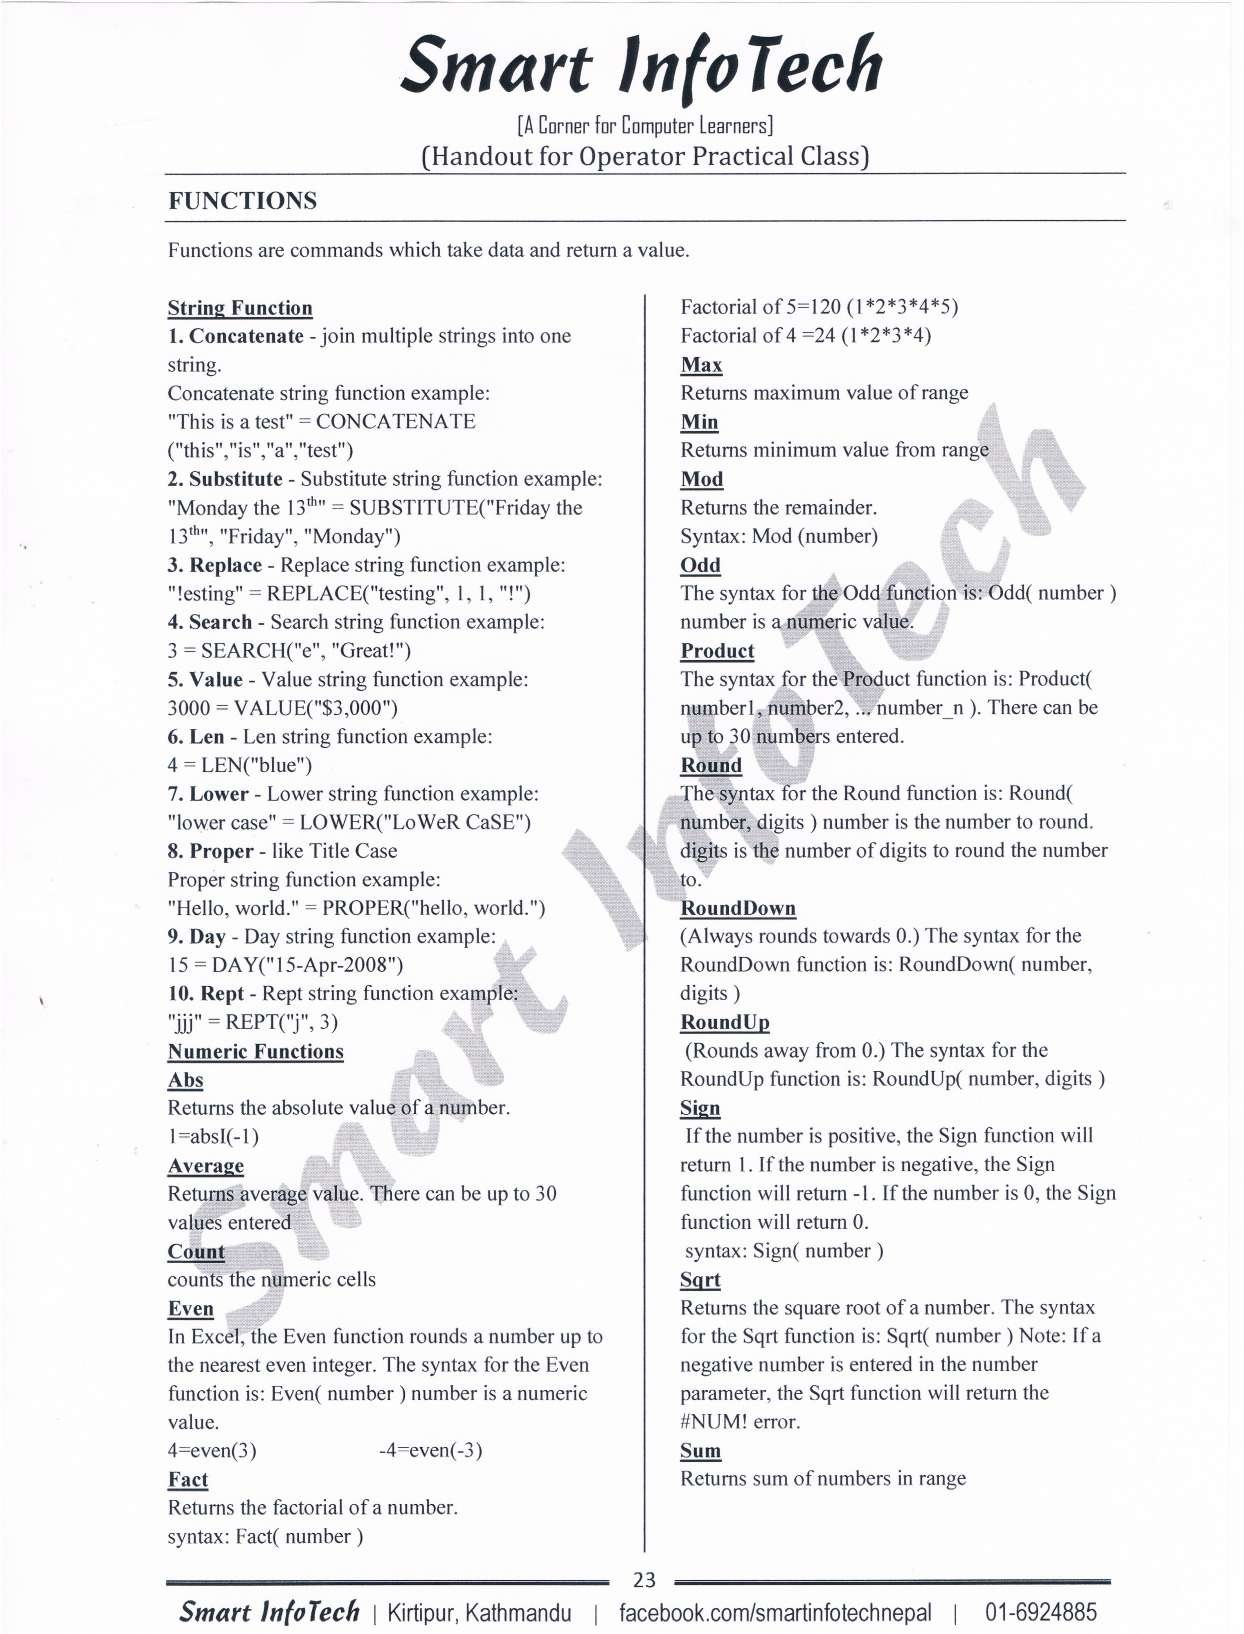 Smart InfoTech
[A Corner for Computer Learners]
(Handout for Operator Practical Class)
FUNCTIONS
Functions are commands which take data and return a value.
String Function
1. Concatenate - join multiple strings into one
string.
Concatenate string function example:
"This is a test" = CONCATENATE
("this","is","a","test")
2. Substitute - Substitute string function example:
"Monday the 13th" = SUBSTITUTE("Friday the
13th", "Friday", "Monday")
3. Replace - Replace string function example:
"!esting" = REPLACE("testing", 1, 1, "!")
4. Search - Search string function example:
3 = SEARCH("e", "Great!")
5. Value - Value string function example:
3000 = VALUE("$3,000")
6. Len - Len string function example:
4 = LEN("blue")
7. Lower - Lower string function example:
"lower case" = LOWER("LoWeR CaSE")
8. Proper - like Title Case
Proper string function example:
"Hello, world." = PROPER("hello, world.")
9. Day - Day string function example:
15 = DAY("15-Apr-2008")
10. Rept - Rept string function example:
"jjj" = REPT("j", 3)
Numeric Functions
Abs
Returns the absolute value of a number.
1=absI(-1)
Average
Returns average value. There can be up to 30
values entered
Count
counts the numeric cells
Even
In Excel, the Even function rounds a number up to
the nearest even integer. The syntax for the Even
function is: Even( number ) number is a numeric
value.
4=even(3) -4=even(-3)
Fact
Returns the factorial of a number.
syntax: Fact( number )
Factorial of 5=120 (1*2*3*4*5)
Factorial of 4 =24 (1*2*3*4)
Max
Returns maximum value of range
Min
Returns minimum value from range
Mod
Returns the remainder.
Syntax: Mod (number)
Odd
The syntax for the Odd function is: Odd( number )
number is a numeric value.
Product
The syntax for the Product function is: Product(
number1, number2, ... number_n ). There can be
up to 30 numbers entered.
Round
The syntax for the Round function is: Round(
number, digits ) number is the number to round.
digits is the number of digits to round the number
to.
RoundDown
(Always rounds towards 0.) The syntax for the
RoundDown function is: RoundDown( number,
digits )
RoundUp
(Rounds away from 0.) The syntax for the
RoundUp function is: RoundUp( number, digits )
Sign
If the number is positive, the Sign function will
return 1. If the number is negative, the Sign
function will return -1. If the number is 0, the Sign
function will return 0.
syntax: Sign( number )
Sqrt
Returns the square root of a number. The syntax
for the Sqrt function is: Sqrt( number ) Note: If a
negative number is entered in the number
parameter, the Sqrt function will return the
#NUM! error.
Sum
Returns sum of numbers in range
Smart InfoTech
23
Smart InfoTech | Kirtipur, Kathmandu | facebook.com/smartinfotechnepal | 01-6924885